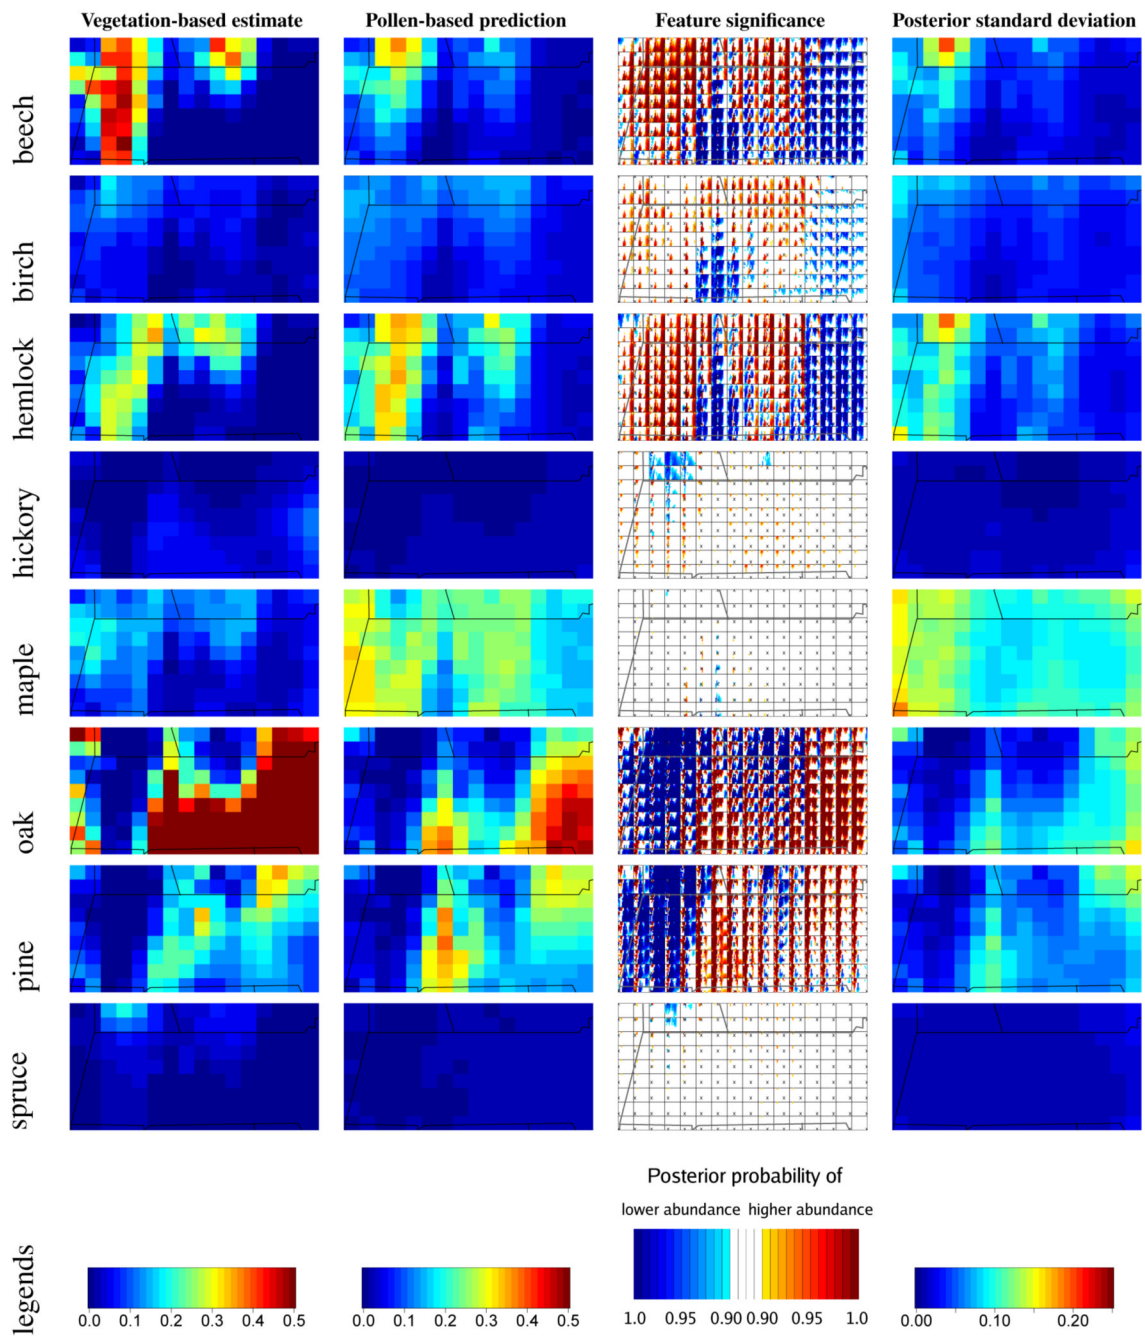 Vegetation-based estimate Pollen-based prediction Feature significance Posterior standard deviation
beech
birch
hemlock
hickory
maple
oak
pine
spruce
legends
Posterior probability of
lower abundance higher abundance
0.0 0.1 0.2 0.3 0.4 0.5
0.0 0.1 0.2 0.3 0.4 0.5
1.0 0.95 0.90 0.90 0.95 1.0
0.00 0.10 0.20